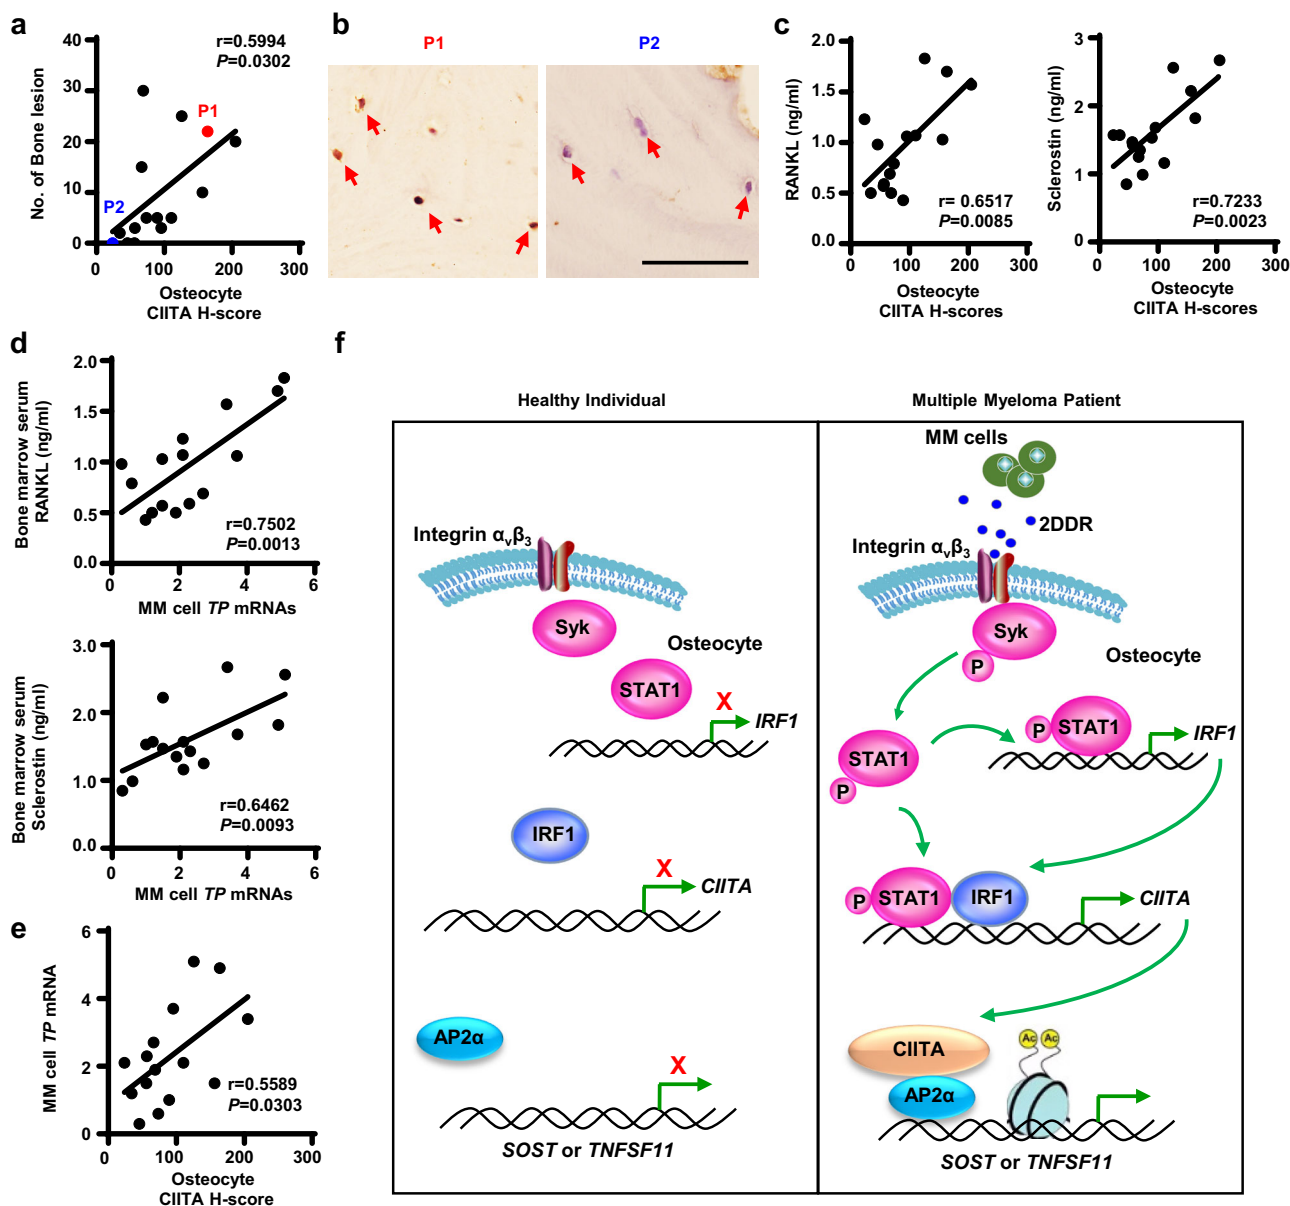 a
40
30
20
10
0
No. of Bone lesion
r=0.5994
P=0.0302
P1
P2
0
100
200
300
Osteocyte
CIITA H-score
b
P1
P2
c
2.0
1.5
1.0
0.5
0.0
RANKL (ng/ml)
r= 0.6517
P=0.0085
0
100
200
300
Osteocyte
CIITA H-scores
3
2
1
0
Sclerostin (ng/ml)
r=0.7233
P=0.0023
0
100
200
300
Osteocyte
CIITA H-scores
d
2.0
1.5
1.0
0.5
0.0
Bone marrow serum
RANKL (ng/ml)
r=0.7502
P=0.0013
0
2
4
6
MM cell TP mRNAs
3.0
2.0
1.0
0.0
Bone marrow serum
Sclerostin (ng/ml)
r=0.6462
P=0.0093
0
2
4
6
MM cell TP mRNAs
e
6
4
2
0
MM cell TP mRNA
r=0.5589
P=0.0303
0
100
200
300
Osteocyte
CIITA H-score
f
Healthy Individual
Integrin αvβ3
Syk
Osteocyte
STAT1
X
IRF1
IRF1
X
CIITA
AP2α
X
SOST or TNFSF11
Multiple Myeloma Patient
MM cells
2DDR
Integrin αvβ3
Syk
P
Osteocyte
STAT1
P
P
STAT1
IRF1
P
STAT1
IRF1
CIITA
CIITA
AP2α
Ac
Ac
SOST or TNFSF11